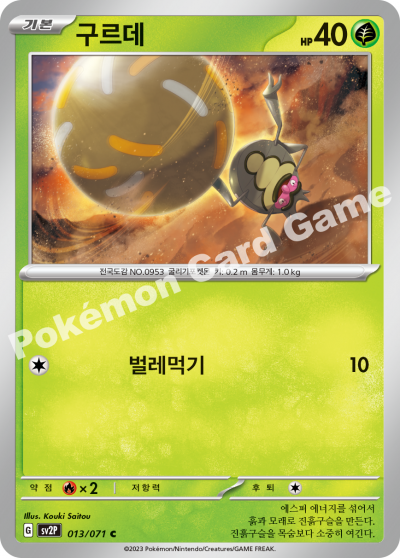 기본 구르데 HP 40
전국도감 NO.0953 굴리기포켓몬 키: 0.2 m 몸무게: 1.0 kg
Pokémon Card Game
벌레먹기 10
약점 ×2 저항력 후퇴
Illus. Kouki Saitou
G sv2P 013/071 C
에스퍼 에너지를 섞어서
흙과 모래로 진흙구슬을 만든다.
진흙구슬을 목숨보다 소중히 여긴다.
©2023 Pokémon/Nintendo/Creatures/GAME FREAK.